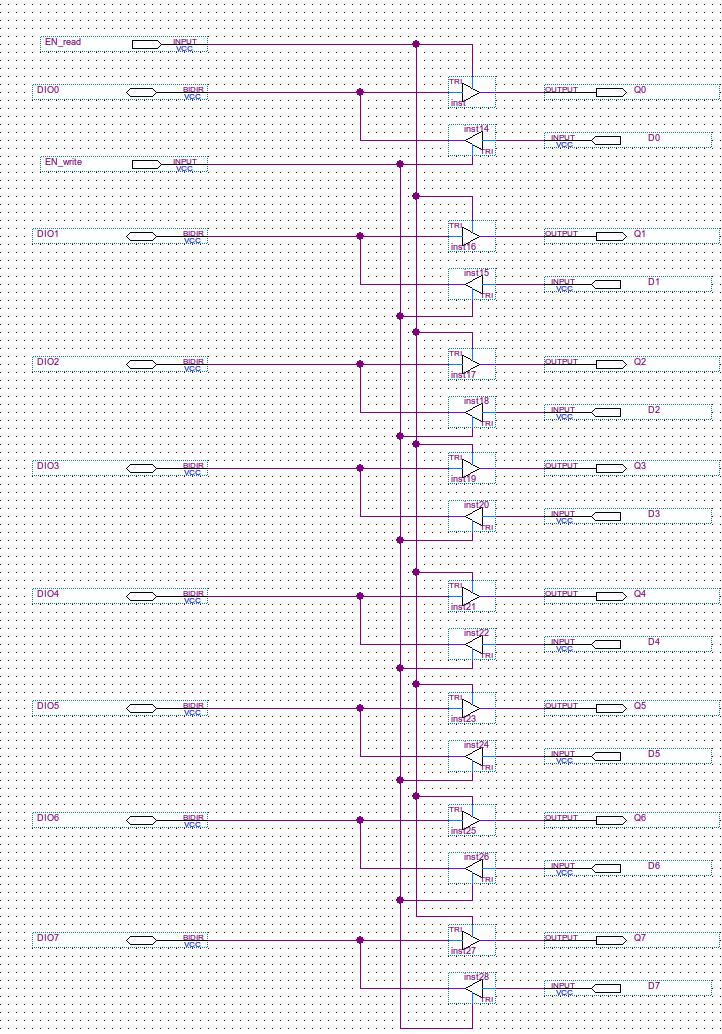 EN_read INPUT VCC
TRI
DIO0 BIDIR VCC OUTPUT Q0
inst
inst14
INPUT VCC D0
TRI
EN_write INPUT VCC
TRI
DIO1 BIDIR VCC OUTPUT Q1
inst16
inst15
INPUT VCC D1
TRI
TRI
DIO2 BIDIR VCC OUTPUT Q2
inst17
inst18
INPUT VCC D2
TRI
TRI
DIO3 BIDIR VCC OUTPUT Q3
inst19
inst20
INPUT VCC D3
TRI
TRI
DIO4 BIDIR VCC OUTPUT Q4
inst21
inst22
INPUT VCC D4
TRI
TRI
DIO5 BIDIR VCC OUTPUT Q5
inst23
inst24
INPUT VCC D5
TRI
TRI
DIO6 BIDIR VCC OUTPUT Q6
inst25
inst26
INPUT VCC D6
TRI
TRI
DIO7 BIDIR VCC OUTPUT Q7
inst27
inst28
INPUT VCC D7
TRI